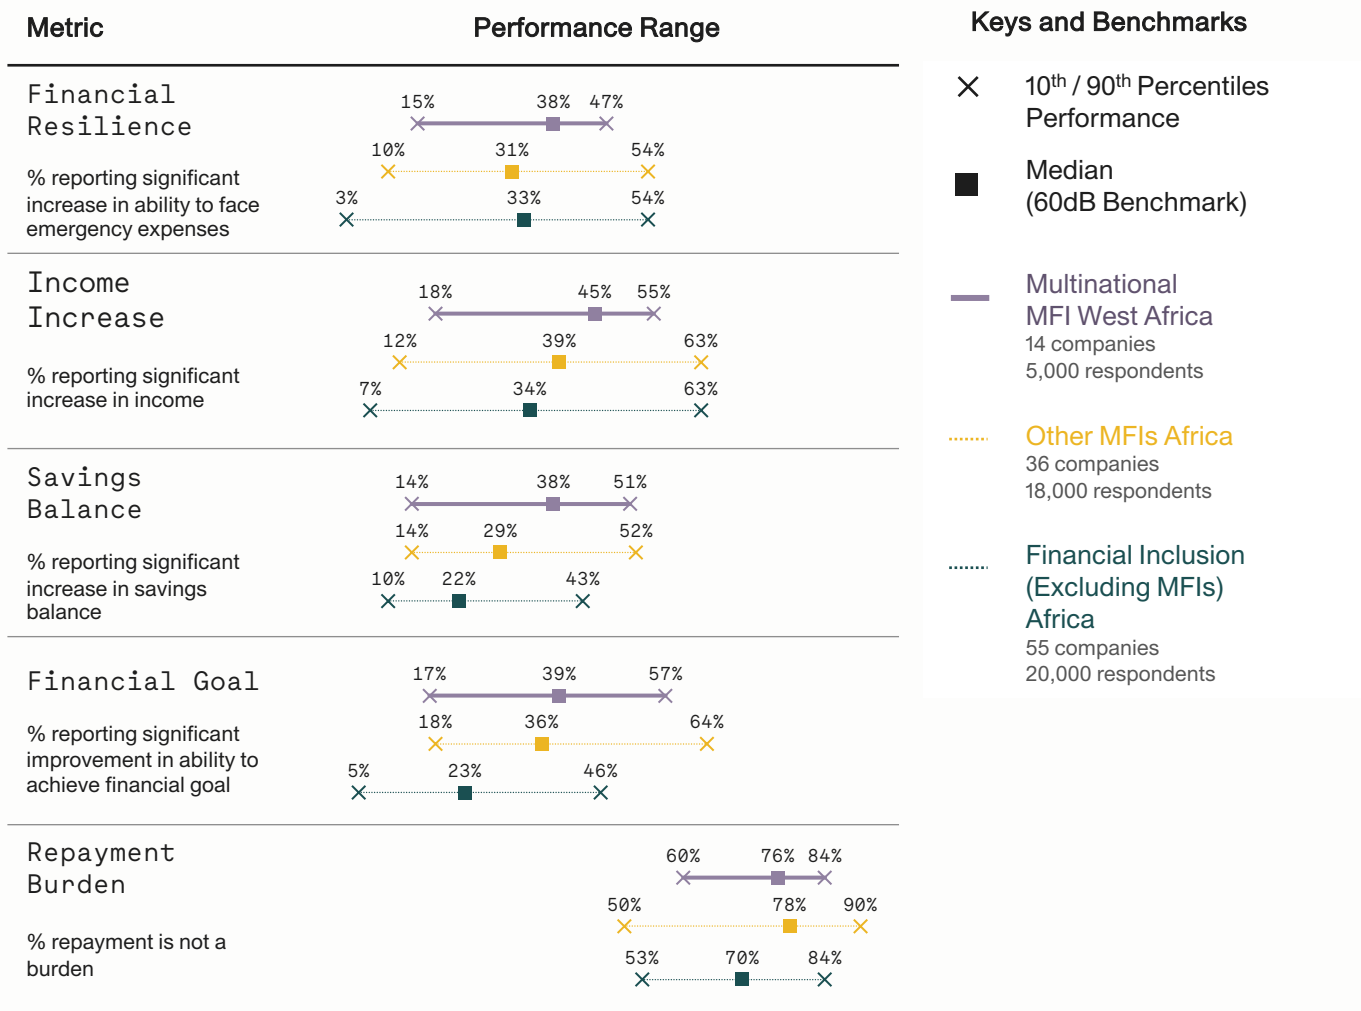 Metric
Performance Range
Keys and Benchmarks
Financial
Resilience
% reporting significant
increase in ability to face
emergency expenses
15%
38%
47%
10%
31%
54%
3%
33%
54%
Income
Increase
% reporting significant
increase in income
18%
45%
55%
12%
39%
63%
7%
34%
63%
Savings
Balance
% reporting significant
increase in savings
balance
14%
38%
51%
14%
29%
52%
10%
22%
43%
Financial Goal
% reporting significant
improvement in ability to
achieve financial goal
17%
39%
57%
18%
36%
64%
5%
23%
46%
Repayment
Burden
% repayment is not a
burden
60%
76%
84%
50%
78%
90%
53%
70%
84%
10th / 90th Percentiles
Performance
Median
(60dB Benchmark)
Multinational
MFI West Africa
14 companies
5,000 respondents
Other MFIs Africa
36 companies
18,000 respondents
Financial Inclusion
(Excluding MFIs)
Africa
55 companies
20,000 respondents